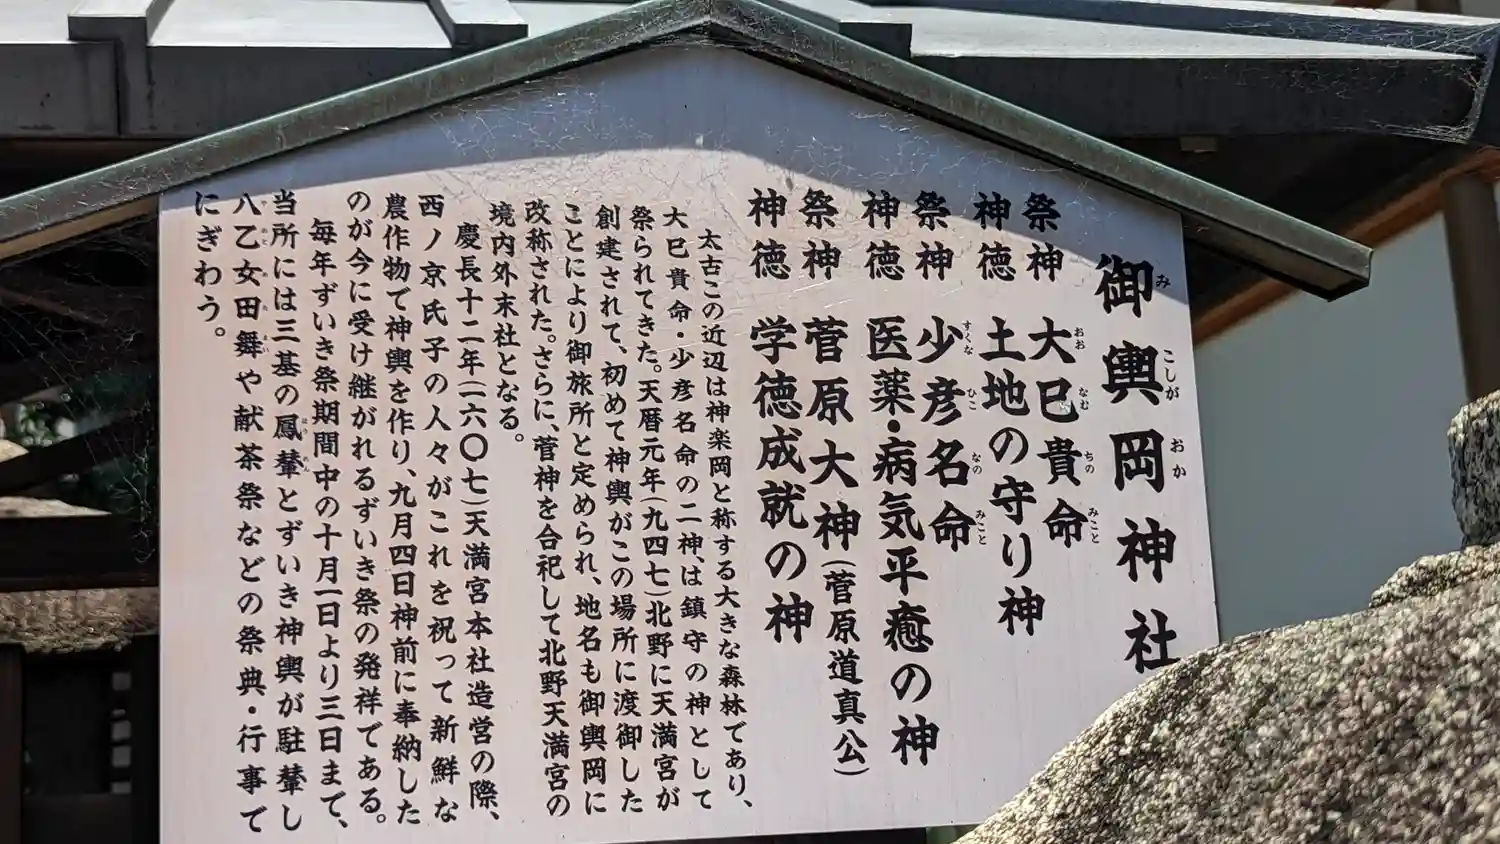 御輿岡神社
祭神　大巳貴命
神徳　土地の守り神
祭神　少彦名命
神徳　医薬・病気平癒の神
祭神　菅原大神(菅原道真公)
神徳　学徳成就の神
太古この近辺は神楽岡と称する大きな森林であり、
大巳貴命・少彦名命の二神は鎮守の神として
祭られてきた。天暦元年(九四七)北野に天満宮が
創建されて、初めて神輿がこの場所に渡御した
ことにより御旅所と定められ、地名も御輿岡に
改称された。さらに、菅神を合祀して北野天満宮の
境内外末社となる。
慶長十二年(一六〇七)天満宮本社造営の際、
西ノ京氏子の人々がこれを祝って新鮮な
農作物で神輿を作り、九月四日神前に奉納した
のが今に受け継がれるずいき祭の発祥である。
毎年ずいき祭期間中の十月一日より三日まで、
当所には三基の鳳輦とずいき神輿が駐輦し
八乙女田舞や献茶祭などの祭典・行事で
にぎわう。